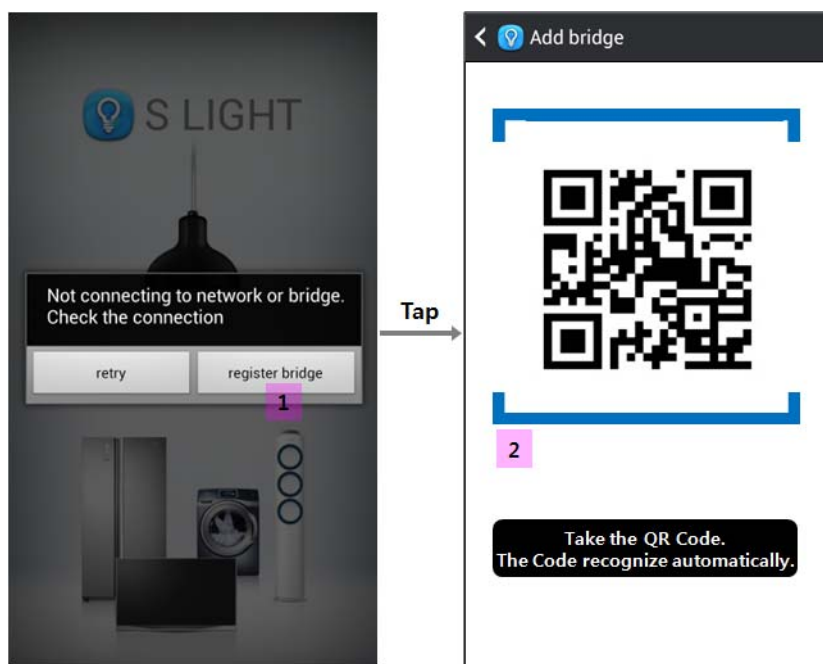 S LIGHT
Not connecting to network or bridge.
Check the connection
retry
register bridge
1
Tap
Add bridge
2
Take the QR Code.
The Code recognize automatically.